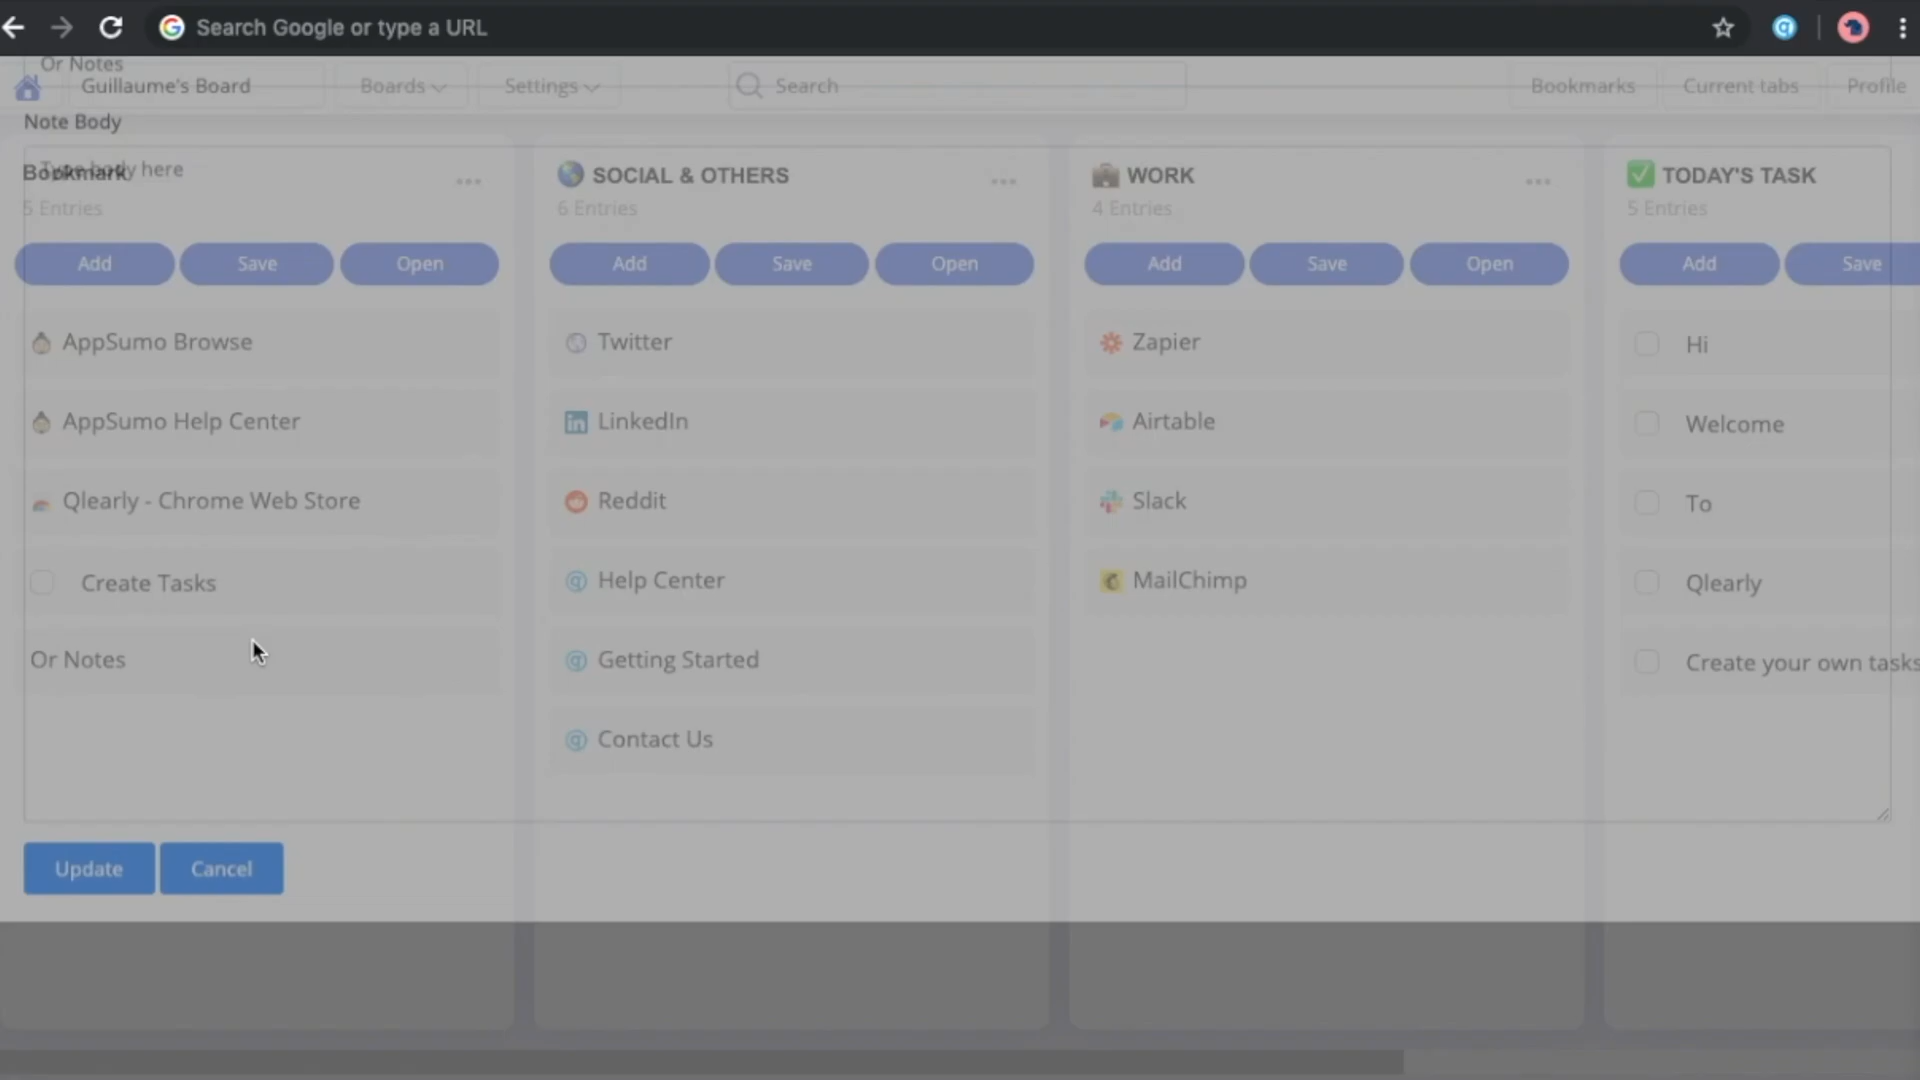 Search Google or type a URL
Or Notes
Guillaume's Board
Boards
Settings
Search
Bookmarks
Current tabs
Profile
Note Body
Type body here
Bookmark
5 Entries
Add
Save
Open
AppSumo Browse
AppSumo Help Center
Qlearly - Chrome Web Store
Create Tasks
Or Notes
SOCIAL & OTHERS
6 Entries
Add
Save
Open
Twitter
LinkedIn
Reddit
Help Center
Getting Started
Contact Us
WORK
4 Entries
Add
Save
Open
Zapier
Airtable
Slack
MailChimp
TODAY'S TASK
5 Entries
Add
Save
Hi
Welcome
To
Qlearly
Create your own tasks
Update
Cancel